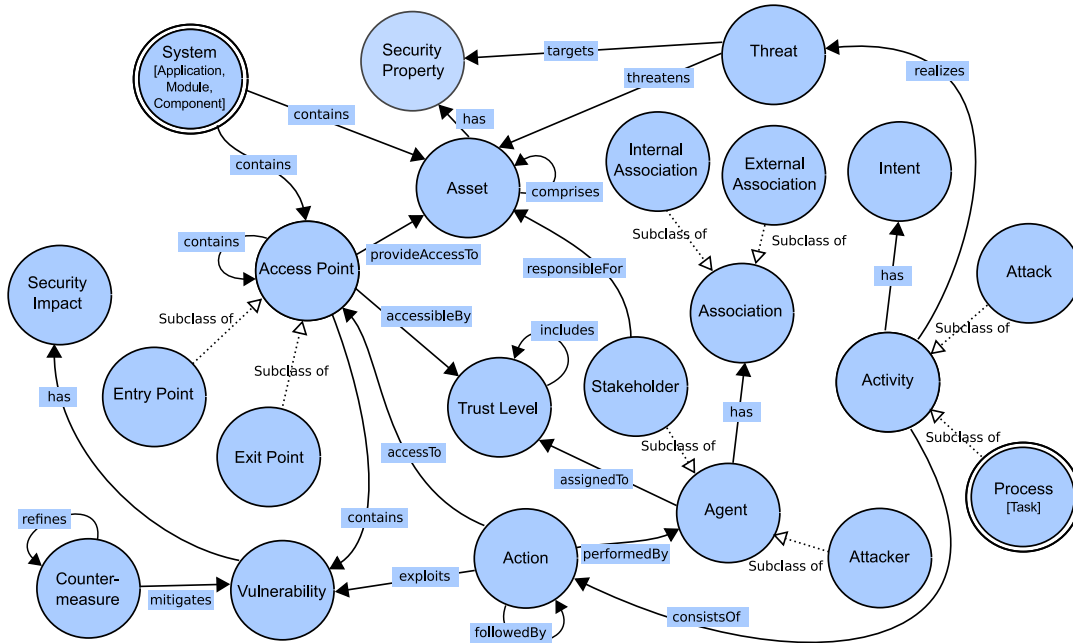 System
[Application,
Module,
Component]
Security
Property
targets
Threat
realizes
threatens
contains
has
contains
Internal
Association
External
Association
Intent
Asset
comprises
contains
provideAccessTo
Access Point
Subclass of
Subclass of
responsibleFor
Security
Impact
has
Attack
Subclass of
accessibleBy
Association
includes
Subclass of
Subclass of
Stakeholder
Activity
Entry Point
Trust Level
has
has
Exit Point
accessTo
Subclass of
Subclass of
assignedTo
Process
[Task]
refines
contains
Agent
Counter-
measure
mitigates
Vulnerability
exploits
Action
performedBy
Subclass of
Attacker
followedBy
consistsOf